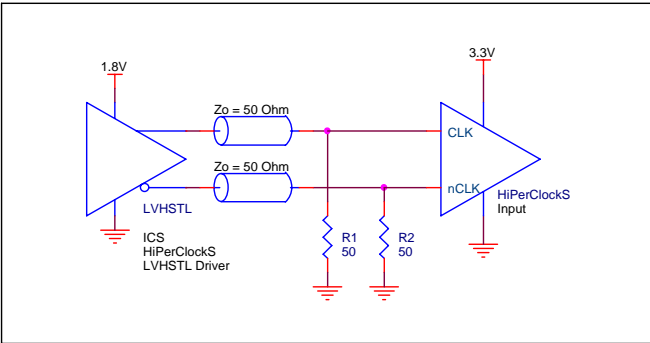 1.8V
3.3V
Zo = 50 Ohm
CLK
Zo = 50 Ohm
nCLK
HiPerClockS
Input
LVHSTL
ICS
HiPerClockS
LVHSTL Driver
R1
50
R2
50